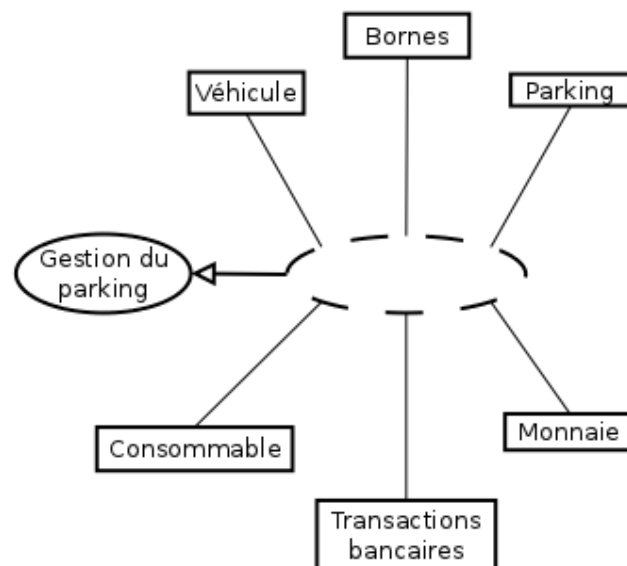 Bornes
Véhicule
Parking
Gestion du
parking
Consommable
Monnaie
Transactions
bancaires